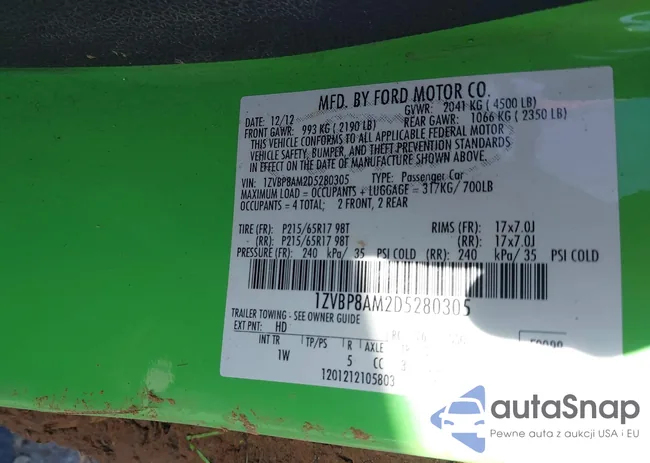 MFD. BY FORD MOTOR CO.
DATE: 12/12 GVWR: 2041 KG ( 4500 LB)
FRONT GAWR: 993 KG ( 2190 LB) REAR GAWR: 1066 KG ( 2350 LB)
THIS VEHICLE CONFORMS TO ALL APPLICABLE FEDERAL MOTOR
VEHICLE SAFETY, BUMPER, AND THEFT PREVENTION STANDARDS
IN EFFECT ON THE DATE OF MANUFACTURE SHOWN ABOVE.
VIN: 1ZVBP8AM2D5280305 TYPE: Passenger Car
MAXIMUM LOAD = OCCUPANTS + LUGGAGE = 317KG/ 700LB
OCCUPANTS = 4 TOTAL; 2 FRONT, 2 REAR
TIRE (FR): P215/65R17 98T RIMS (FR): 17x7.0J
(RR): P215/65R17 98T (RR): 17x7.0J
PRESSURE (FR): 240 kPa/ 35 PSI COLD (RR): 240 kPa/ 35 PSI COLD
1ZVBP8AM2D5280305
TRAILER TOWING - SEE OWNER GUIDE
EXT PNT: HD
INT TR TP/PS R AXLE
1W 5 CC
1201212105803
autaSnap
Pewne auta z aukcji USA i EU